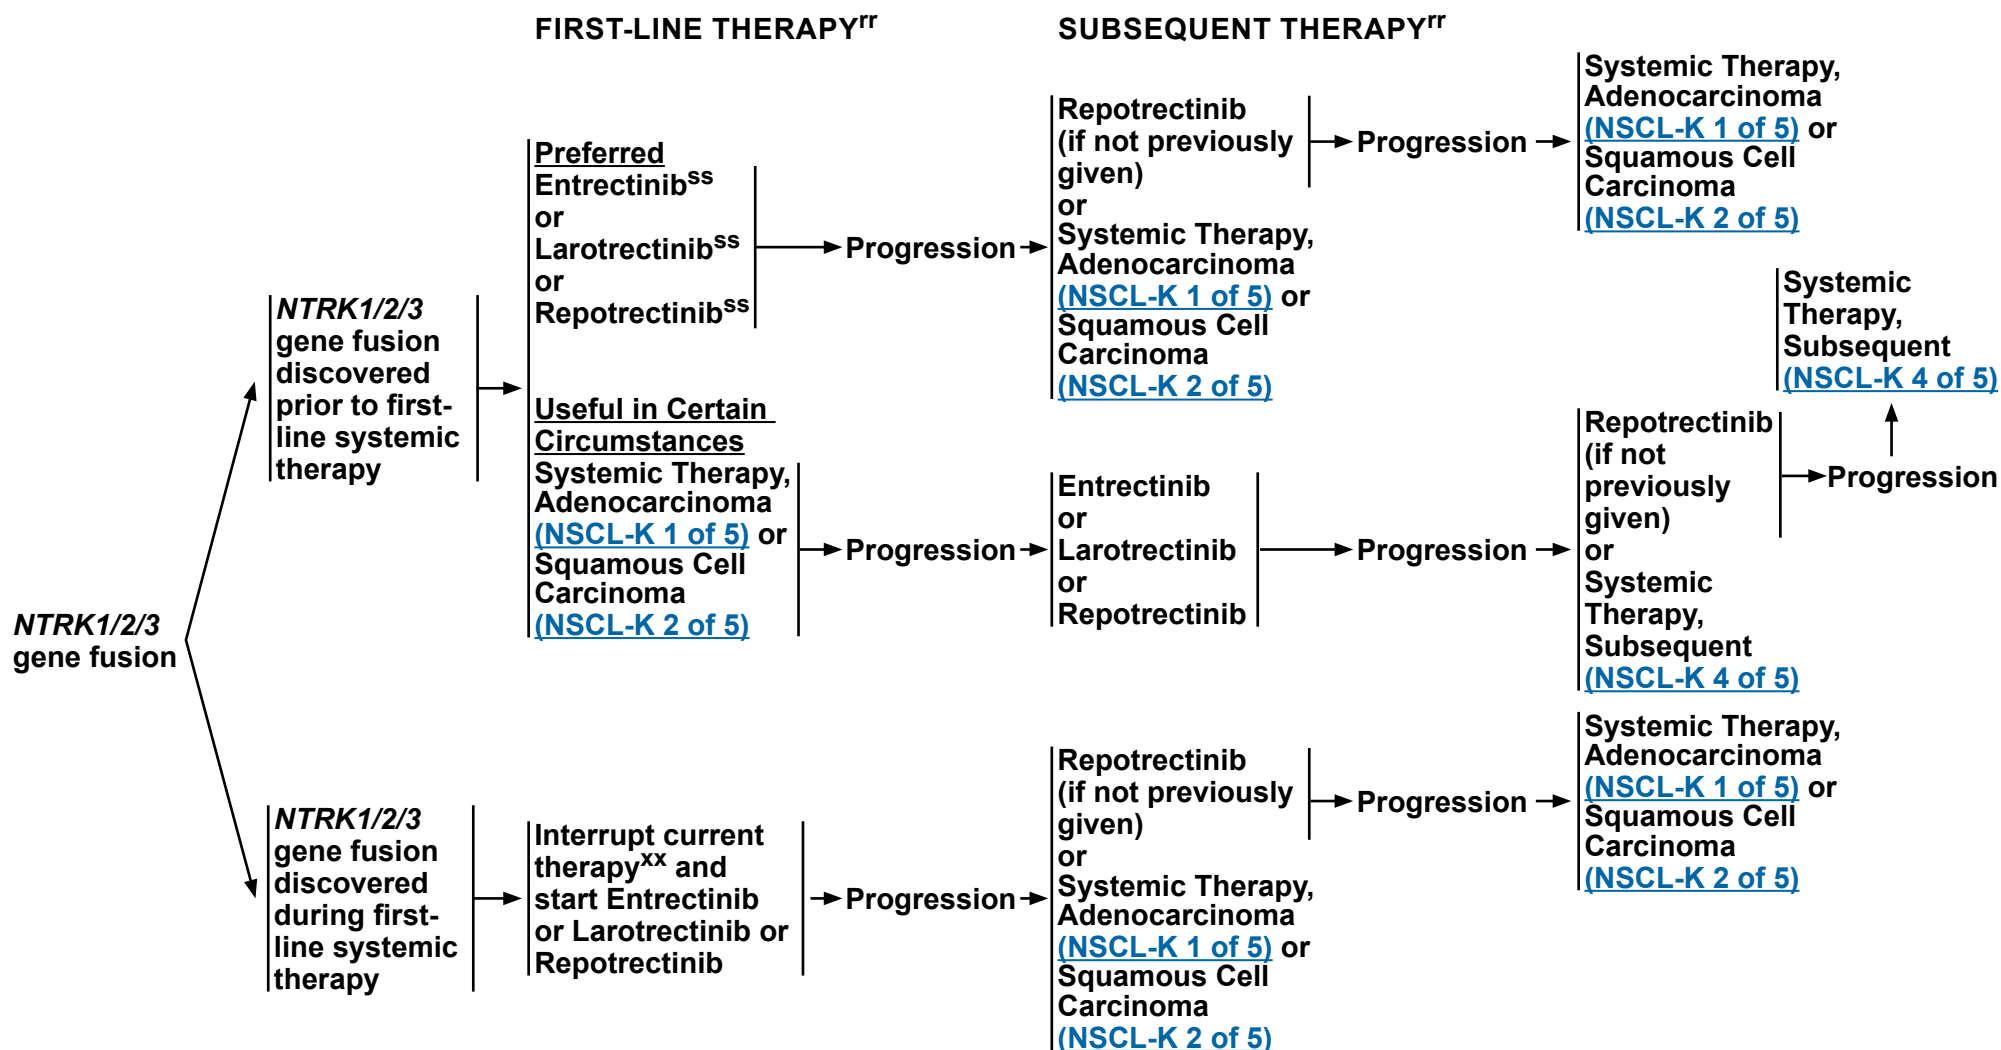 FIRST-LINE THERAPYrr
SUBSEQUENT THERAPYrr
NTRK1/2/3
gene fusion
NTRK1/2/3
gene fusion
discovered
prior to first-
line systemic
therapy
Preferred
Entrectinibss
or
Larotrectinibss
or
Repotrectinibss
Progression
Repotrectinib
(if not previously
given)
or
Systemic Therapy,
Adenocarcinoma
(NSCL-K 1 of 5) or
Squamous Cell
Carcinoma
(NSCL-K 2 of 5)
Progression
Systemic Therapy,
Adenocarcinoma
(NSCL-K 1 of 5) or
Squamous Cell
Carcinoma
(NSCL-K 2 of 5)
Useful in Certain
Circumstances
Systemic Therapy,
Adenocarcinoma
(NSCL-K 1 of 5) or
Squamous Cell
Carcinoma
(NSCL-K 2 of 5)
Progression
Entrectinib
or
Larotrectinib
or
Repotrectinib
Progression
Repotrectinib
(if not
previously
given)
or
Systemic
Therapy,
Subsequent
(NSCL-K 4 of 5)
Progression
Systemic
Therapy,
Subsequent
(NSCL-K 4 of 5)
NTRK1/2/3
gene fusion
discovered
during first-
line systemic
therapy
Interrupt current
therapyxx and
start Entrectinib
or Larotrectinib or
Repotrectinib
Progression
Repotrectinib
(if not previously
given)
or
Systemic Therapy,
Adenocarcinoma
(NSCL-K 1 of 5) or
Squamous Cell
Carcinoma
(NSCL-K 2 of 5)
Progression
Systemic Therapy,
Adenocarcinoma
(NSCL-K 1 of 5) or
Squamous Cell
Carcinoma
(NSCL-K 2 of 5)